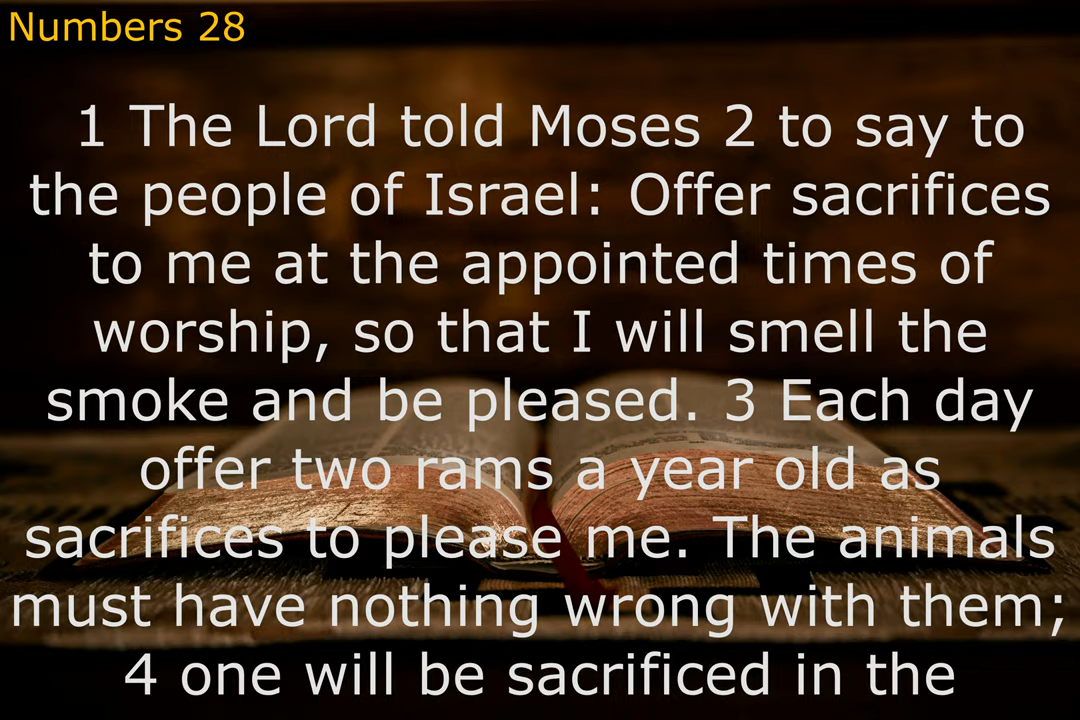 Numbers 28
1 The Lord told Moses 2 to say to
the people of Israel: Offer sacrifices
to me at the appointed times of
worship, so that I will smell the
smoke and be pleased. 3 Each day
offer two rams a year old as
sacrifices to please me. The animals
must have nothing wrong with them;
4 one will be sacrificed in the